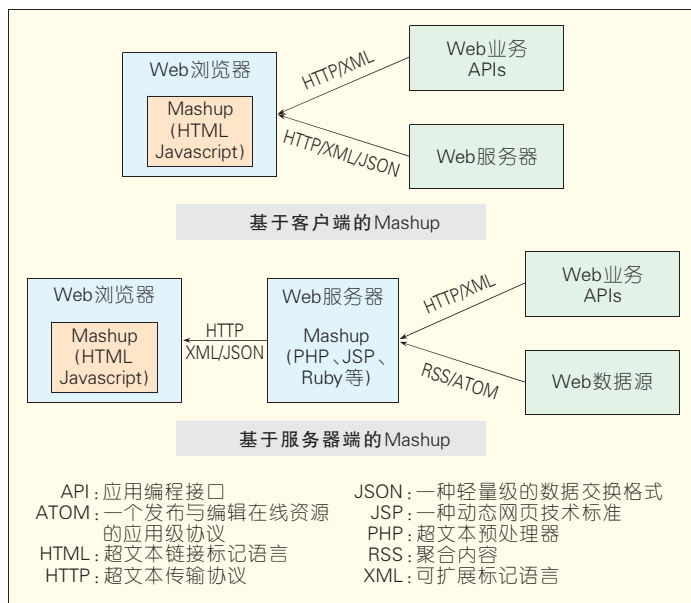 Web浏览器
Mashup
(HTML
Javascript)
HTTP/XML
HTTP/XML/JSON
Web业务
APIs
Web服务器
基于客户端的Mashup
Web浏览器
Mashup
(HTML
Javascript)
HTTP
XML/JSON
Web服务器
Mashup
(PHP、JSP、
Ruby等)
HTTP/XML
RSS/ATOM
Web业务
APIs
Web数据源
基于服务器端的Mashup
API:应用编程接口
ATOM:一个发布与编辑在线资源
的应用级协议
HTML:超文本链接标记语言
HTTP:超文本传输协议
JSON:一种轻量级的数据交换格式
JSP:一种动态网页技术标准
PHP:超文本预处理器
RSS:聚合内容
XML:可扩展标记语言